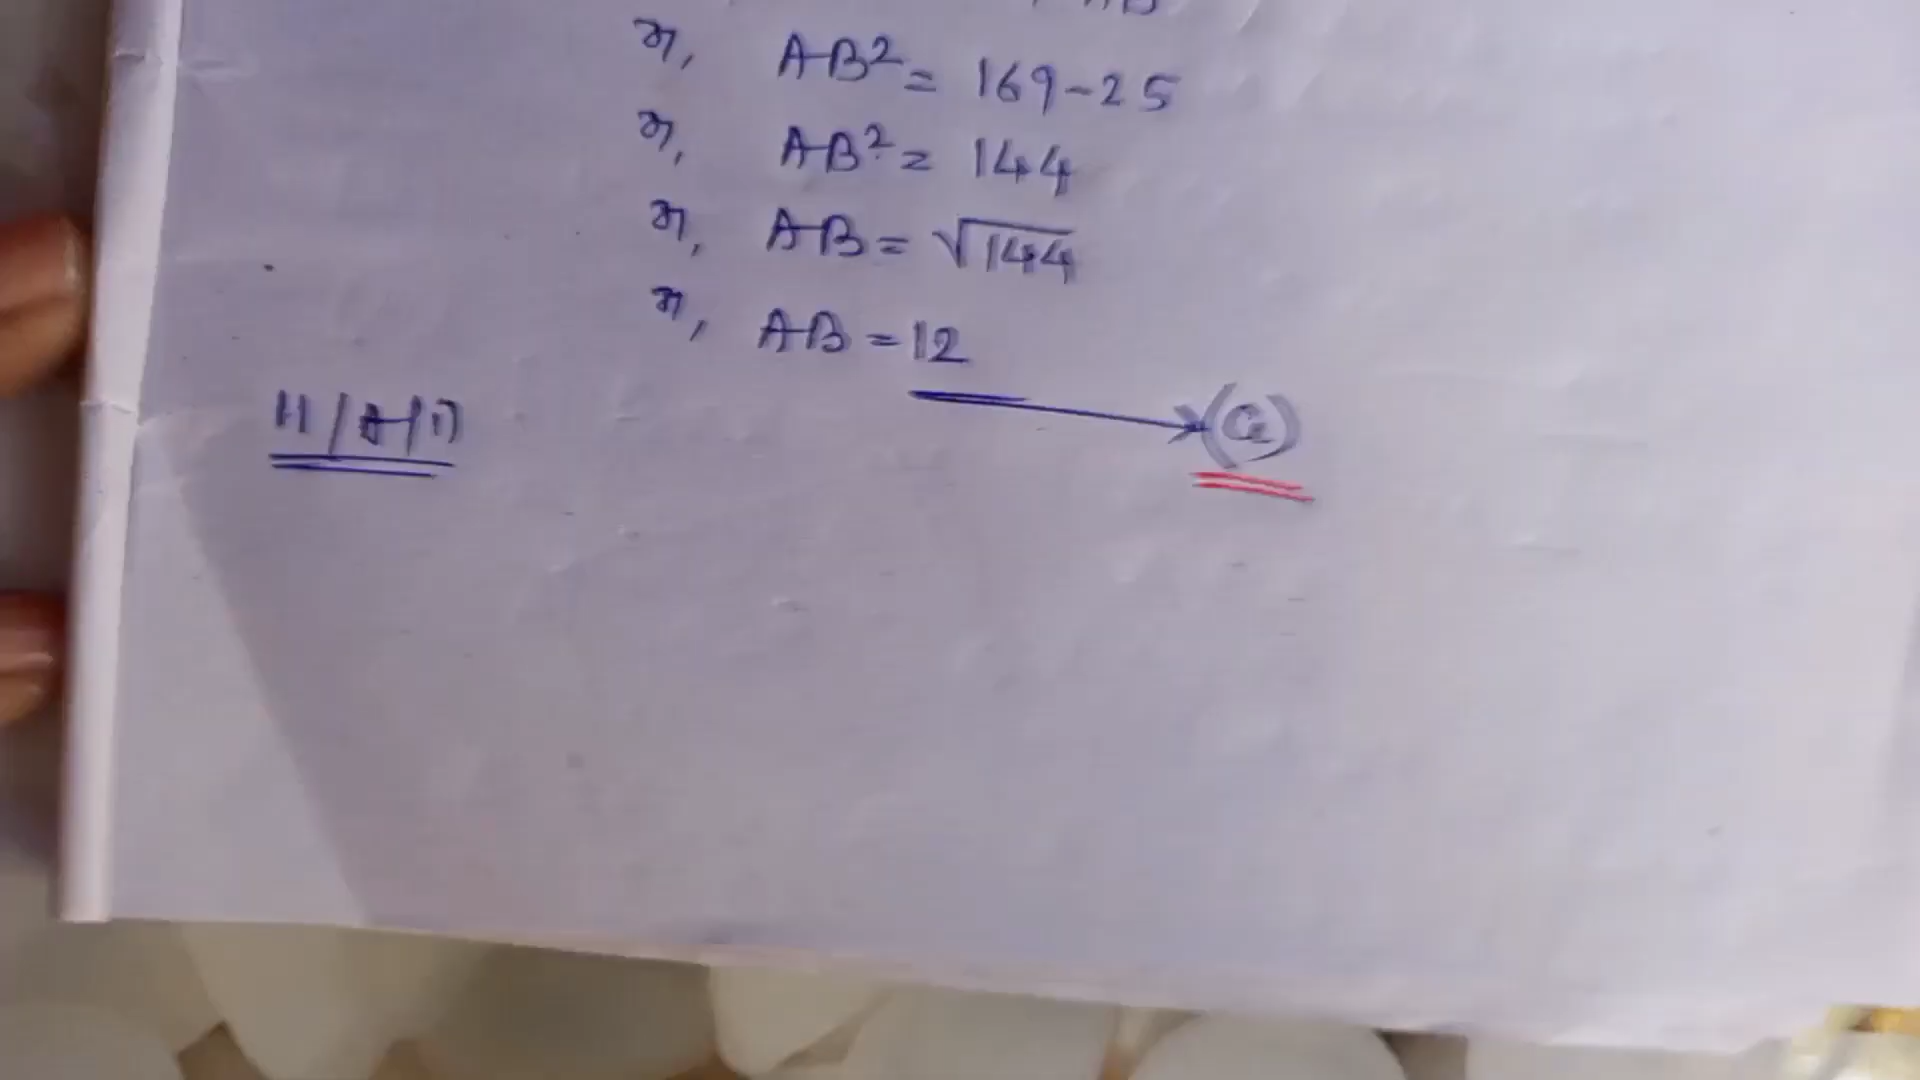 বা, AB² = 169-25
বা, AB² = 144
বা, AB = √144
বা, AB = 12